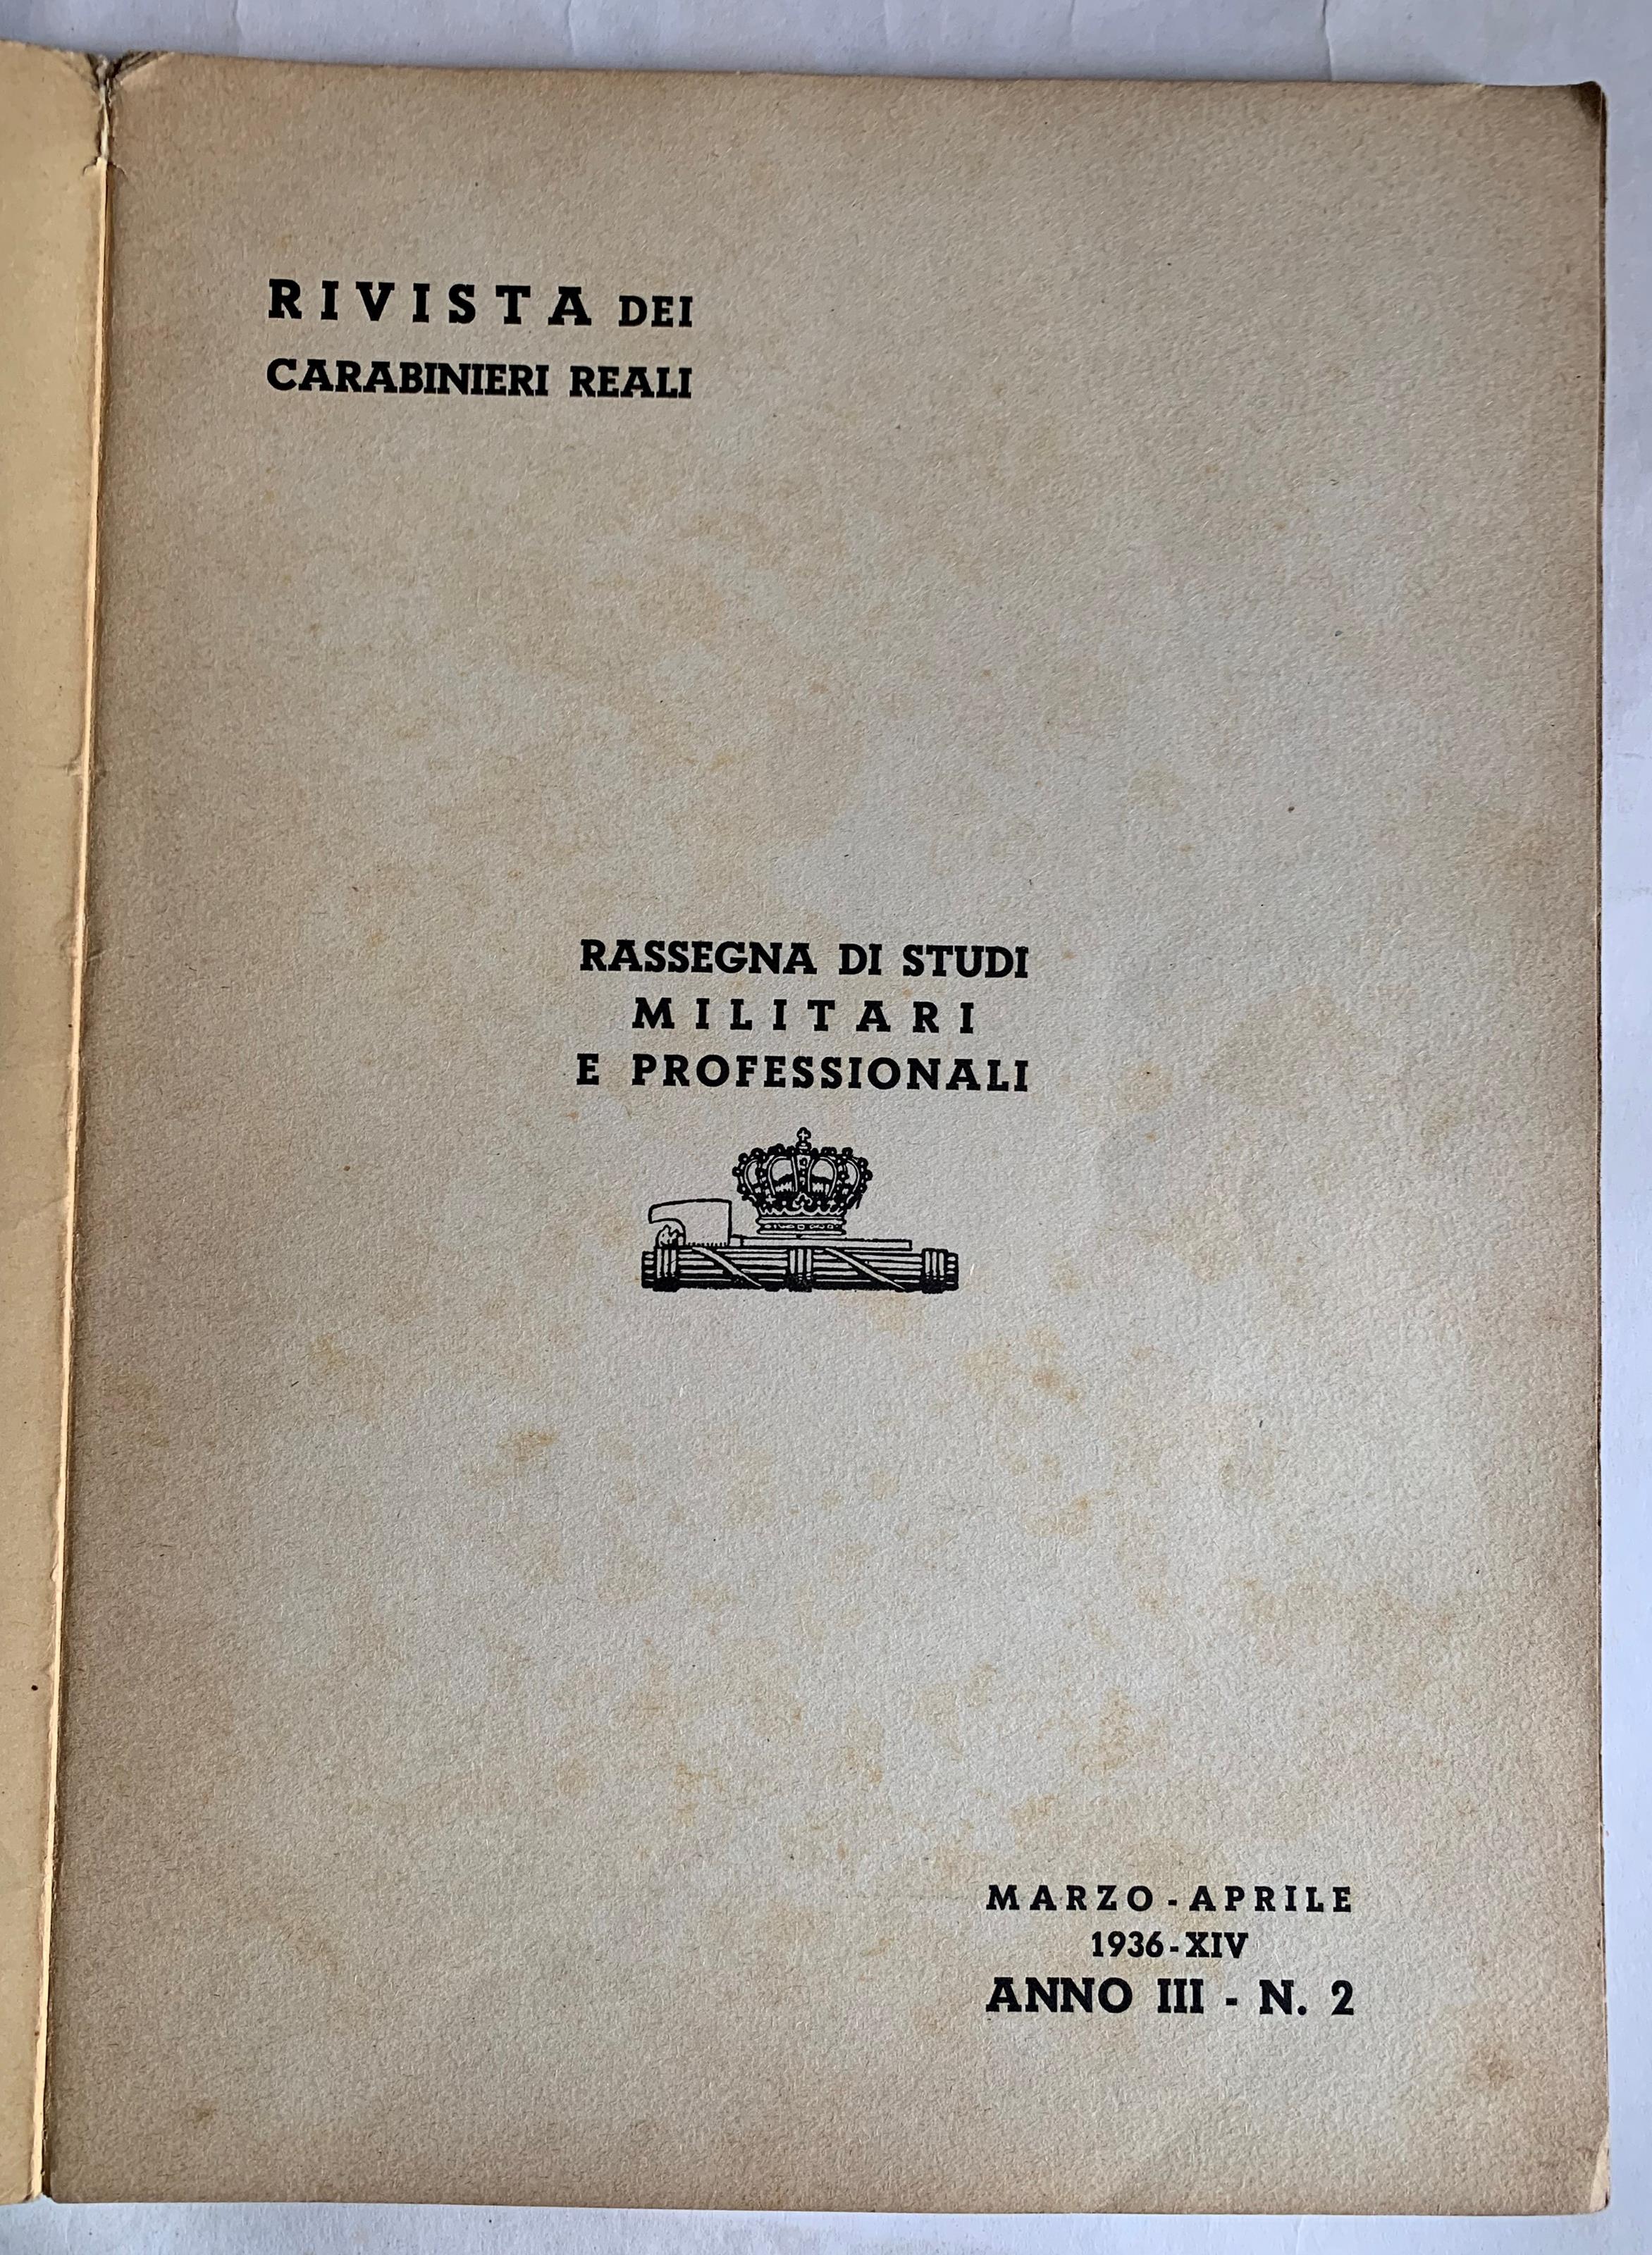 RIVISTA DEI
CARABINIERI REALI
RASSEGNA DI STUDI
MILITARI
E PROFESSIONALI
MARZO - APRILE
1936 - XIV
ANNO III - N. 2